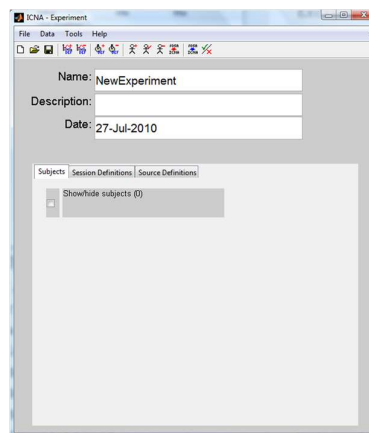 ICNA - Experiment
File Data Tools Help
Name: NewExperiment
Description:
Date: 27-Jul-2010
Subjects Session Definitions Source Definitions
Show/hide subjects (0)